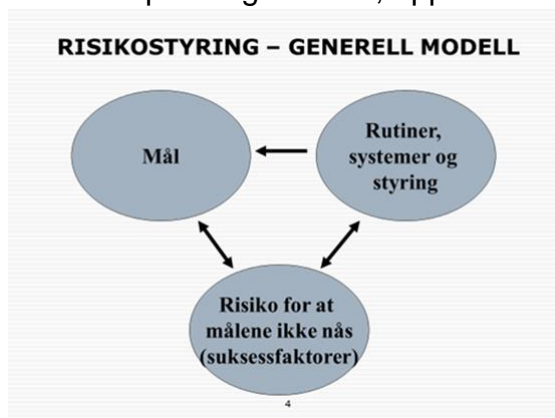 RISIKOSTYRING – GENERELL MODELL
Mål
Rutiner,
systemer og
styring
Risiko for at
målene ikke nås
(suksessfaktorer)
4